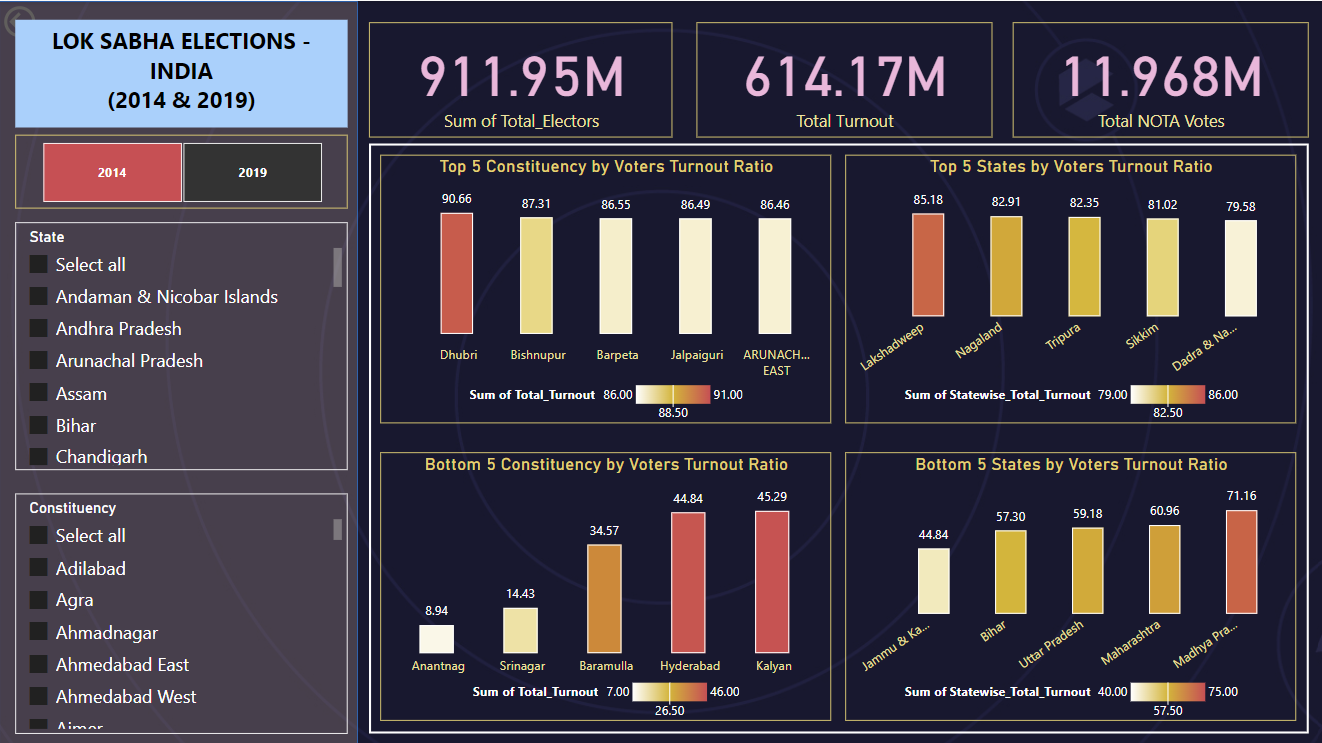 LOK SABHA ELECTIONS -
INDIA
(2014 & 2019)
2014
2019
State
Select all
Andaman & Nicobar Islands
Andhra Pradesh
Arunachal Pradesh
Assam
Bihar
Chandigarh
Constituency
Select all
Adilabad
Agra
Ahmadnagar
Ahmedabad East
Ahmedabad West
Ajmer
911.95M
Sum of Total_Electors
614.17M
Total Turnout
11.968M
Total NOTA Votes
Top 5 Constituency by Voters Turnout Ratio
90.66 87.31 86.55 86.49 86.46
Dhubri Bishnupur Barpeta Jalpaiguri ARUNACH...
EAST
Sum of Total_Turnout 86.00 91.00
88.50
Top 5 States by Voters Turnout Ratio
85.18 82.91 82.35 81.02 79.58
Lakshadweep Nagaland Tripura Sikkim Dadra & Na...
Sum of Statewise_Total_Turnout 79.00 86.00
82.50
Bottom 5 Constituency by Voters Turnout Ratio
8.94 14.43 34.57 44.84 45.29
Anantnag Srinagar Baramulla Hyderabad Kalyan
Sum of Total_Turnout 7.00 46.00
26.50
Bottom 5 States by Voters Turnout Ratio
44.84 57.30 59.18 60.96 71.16
Jammu & Ka... Bihar Uttar Pradesh Maharashtra Madhya Pra...
Sum of Statewise_Total_Turnout 40.00 75.00
57.50